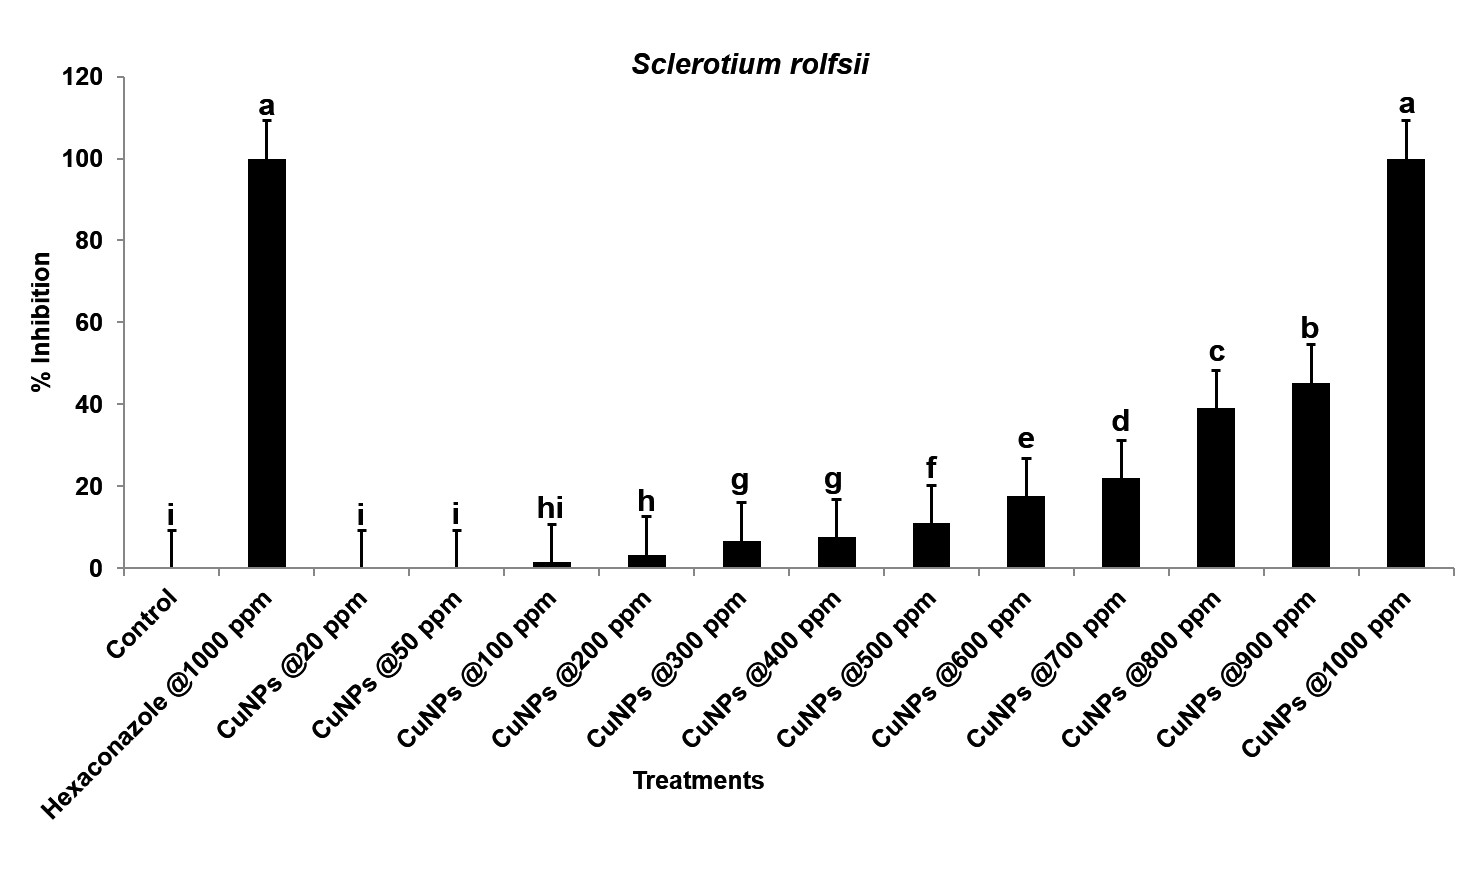 Sclerotium rolfsii
120
100
80
60
40
20
0
% Inhibition
i
a
i
i
hi
h
g
g
f
e
d
c
b
a
Control
Hexaconazole @1000 ppm
CuNPs @20 ppm
CuNPs @50 ppm
CuNPs @100 ppm
CuNPs @200 ppm
CuNPs @300 ppm
CuNPs @400 ppm
CuNPs @500 ppm
CuNPs @600 ppm
CuNPs @700 ppm
CuNPs @800 ppm
CuNPs @900 ppm
CuNPs @1000 ppm
Treatments